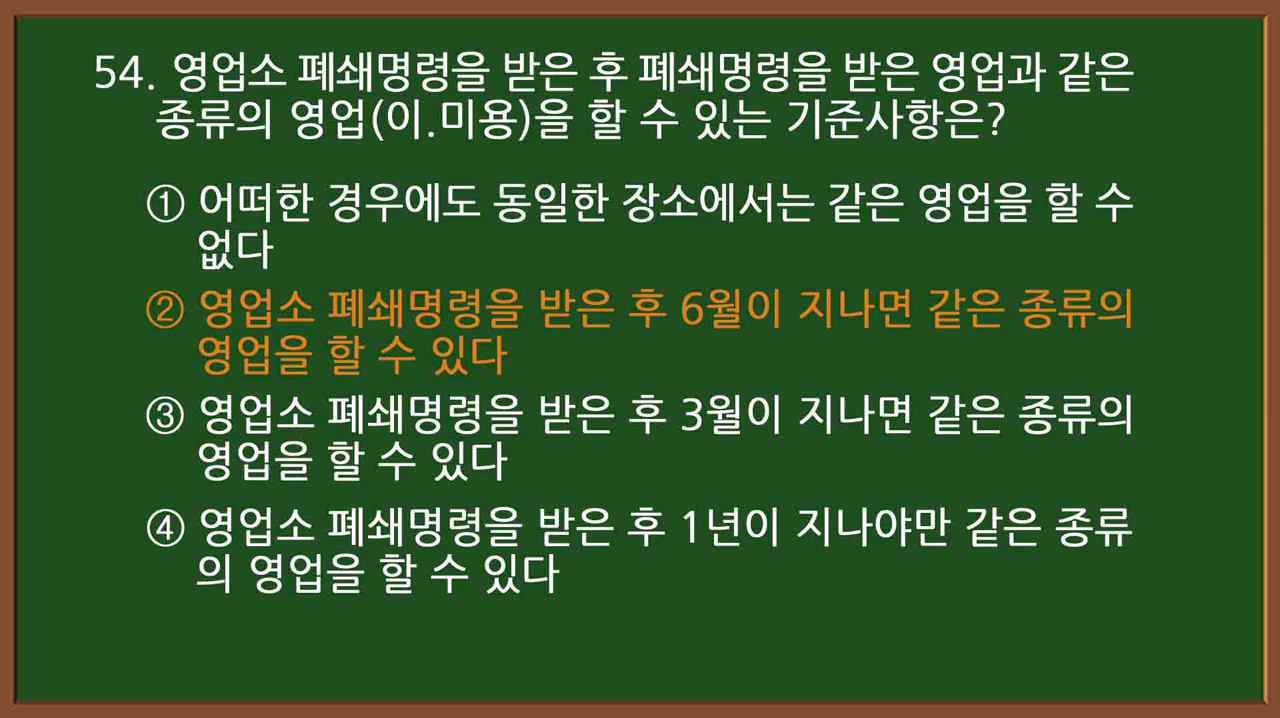 54. 영업소 폐쇄명령을 받은 후 폐쇄명령을 받은 영업과 같은
종류의 영업(이.미용)을 할 수 있는 기준사항은?
① 어떠한 경우에도 동일한 장소에서는 같은 영업을 할 수
없다
② 영업소 폐쇄명령을 받은 후 6월이 지나면 같은 종류의
영업을 할 수 있다
③ 영업소 폐쇄명령을 받은 후 3월이 지나면 같은 종류의
영업을 할 수 있다
④ 영업소 폐쇄명령을 받은 후 1년이 지나야만 같은 종류
의 영업을 할 수 있다